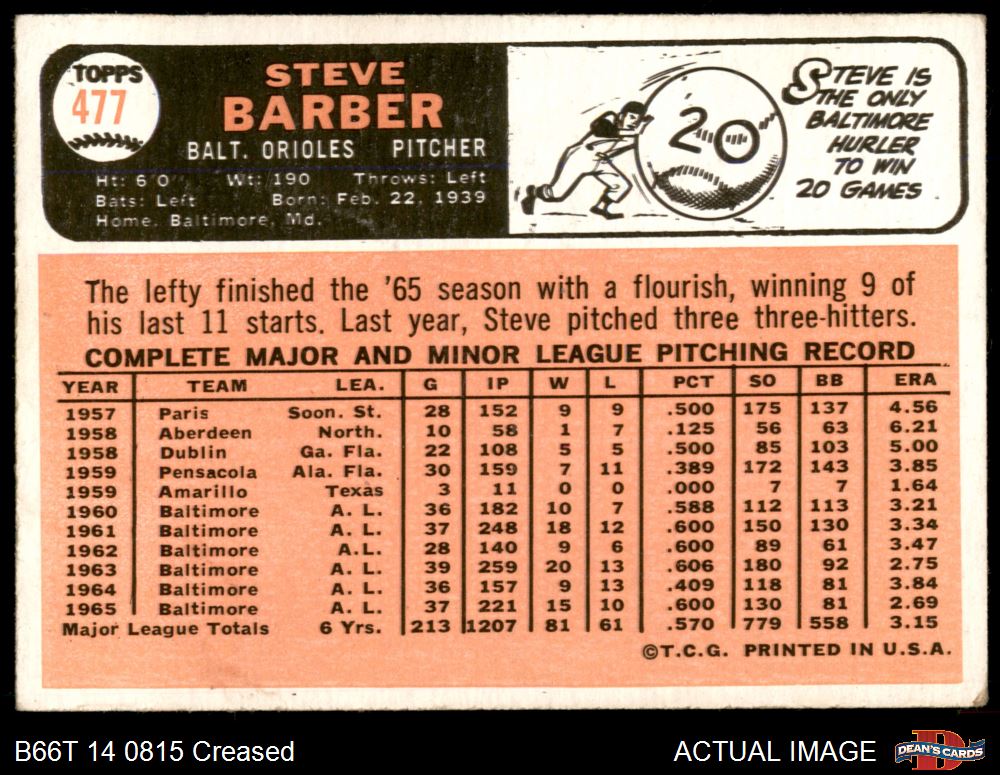 TOPPS
477
STEVE
BARBER
BALT. ORIOLES PITCHER
Ht: 6'0" Wt: 190 Throws: Left
Bats: Left Born: Feb. 22, 1939
Home. Baltimore, Md.
20
STEVE IS
THE ONLY
BALTIMORE
HURLER
TO WIN
20 GAMES
The lefty finished the '65 season with a flourish, winning 9 of
his last 11 starts. Last year, Steve pitched three three-hitters.
COMPLETE MAJOR AND MINOR LEAGUE PITCHING RECORD
YEAR TEAM LEA. G IP W L PCT SO BB ERA
1957 Paris Soon. St. 28 152 9 9 .500 175 137 4.56
1958 Aberdeen North. 10 58 1 7 .125 56 63 6.21
1958 Dublin Ga. Fla. 22 108 5 5 .500 85 103 5.00
1959 Pensacola Ala. Fla. 30 159 7 11 .389 172 143 3.85
1959 Amarillo Texas 3 11 0 0 .000 7 7 1.64
1960 Baltimore A. L. 36 182 10 7 .588 112 113 3.21
1961 Baltimore A. L. 37 248 18 12 .600 150 130 3.34
1962 Baltimore A.L. 28 140 9 6 .600 89 61 3.47
1963 Baltimore A. L. 39 259 20 13 .606 180 92 2.75
1964 Baltimore A. L. 36 157 9 13 .409 118 81 3.84
1965 Baltimore A. L. 37 221 15 10 .600 130 81 2.69
Major League Totals 6 Yrs. 213 1207 81 61 .570 779 558 3.15
©T.C.G. PRINTED IN U.S.A.
B66T 14 0815 Creased
ACTUAL IMAGE
DEAN'S CARDS